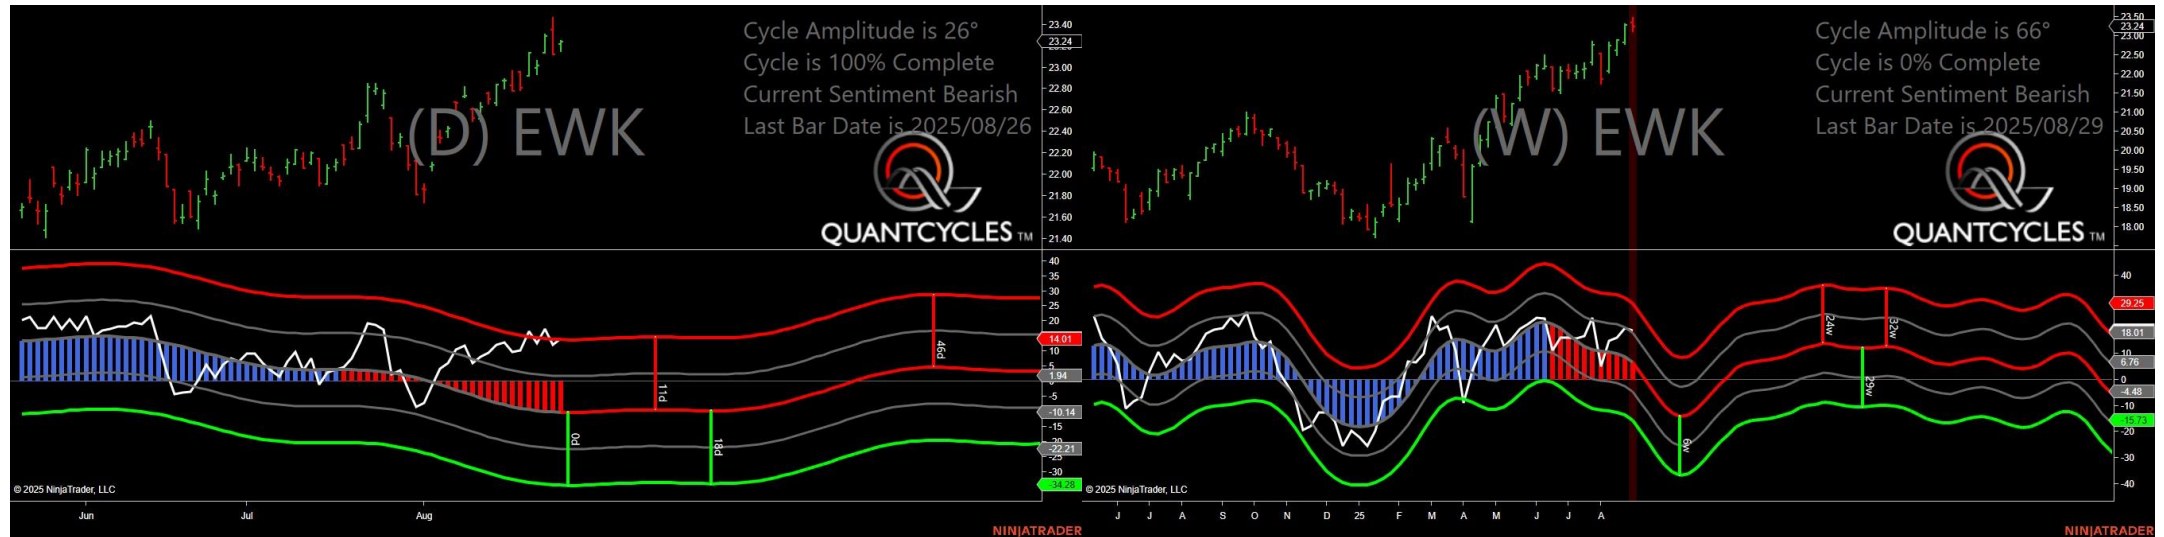 Cycle Amplitude is 26°
Cycle is 100% Complete
Current Sentiment Bearish
Last Bar Date is 2025/08/26
(D) EWK
QUANTCYCLES TM
23.40
23.24
23.00
22.80
22.60
22.40
22.20
22.00
21.80
21.60
21.40
40
35
30
25
20
14.01
10
5
1.94
-5
-10.14
-15
-22.21
-25
-30
-34.28
0d
11d
18d
46d
© 2025 NinjaTrader, LLC
Jun
Jul
Aug
NINJATRADER
Cycle Amplitude is 66°
Cycle is 0% Complete
Current Sentiment Bearish
Last Bar Date is 2025/08/29
(W) EWK
QUANTCYCLES TM
23.50
23.24
23.00
22.50
22.00
21.50
21.00
20.50
20.00
19.50
19.00
18.50
18.00
40
29.25
18.01
10
6.76
0
-4.48
-10
-15.73
-20
-30
-40
6w
24w
29w
32w
© 2025 NinjaTrader, LLC
J
J
A
S
O
N
D
25
F
M
A
M
J
J
A
NINJATRADER